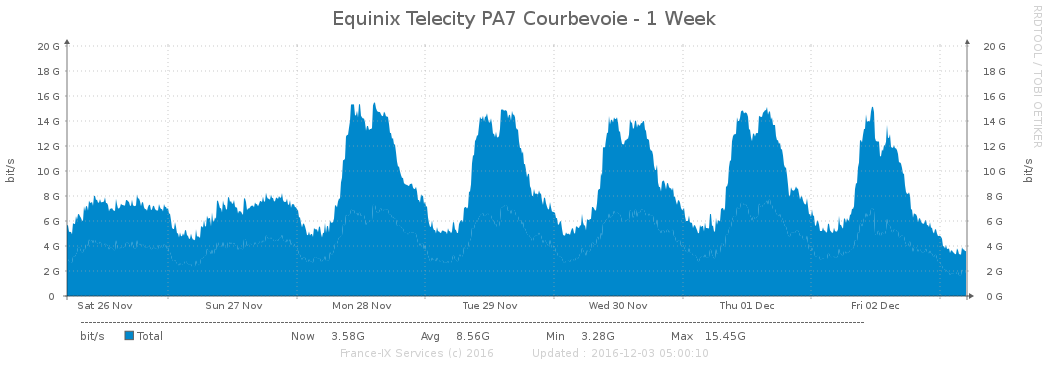 Equinix Telecity PA7 Courbevoie - 1 Week
RRDTOOL / TOBI OETIKER
bit/s
20 G 20 G
18 G 18 G
16 G 16 G
14 G 14 G
12 G 12 G
10 G 10 G
8 G 8 G
6 G 6 G
4 G 4 G
2 G 2 G
0 0 G
bit/s
Sat 26 Nov Sun 27 Nov Mon 28 Nov Tue 29 Nov Wed 30 Nov Thu 01 Dec Fri 02 Dec
bit/s Total Now 3.58G Avg 8.56G Min 3.28G Max 15.45G
France-IX Services (c) 2016 Updated : 2016-12-03 05:00:10